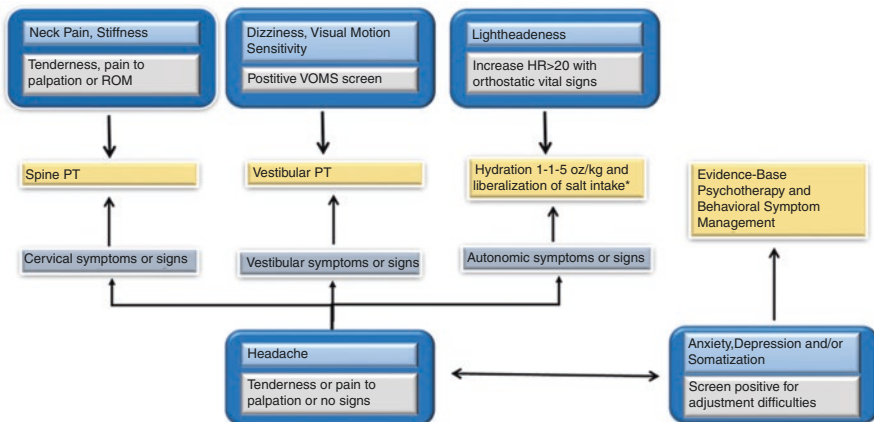 Neck Pain, Stiffness
Tenderness, pain to
palpation or ROM
Dizziness, Visual Motion
Sensitivity
Postitive VOMS screen
Lightheadeness
Increase HR>20 with
orthostatic vital signs
Spine PT
Vestibular PT
Hydration 1-1-5 oz/kg and
liberalization of salt intake*
Evidence-Base
Psychotherapy and
Behavioral Symptom
Management
Cervical symptoms or signs
Vestibular symptoms or signs
Autonomic symptoms or signs
Headache
Tenderness or pain to
palpation or no signs
Anxiety,Depression and/or
Somatization
Screen positive for
adjustment difficulties